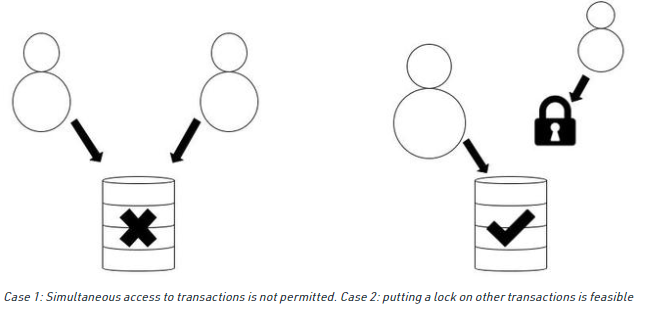 Case 1: Simultaneous access to transactions is not permitted. Case 2: putting a lock on other transactions is feasible